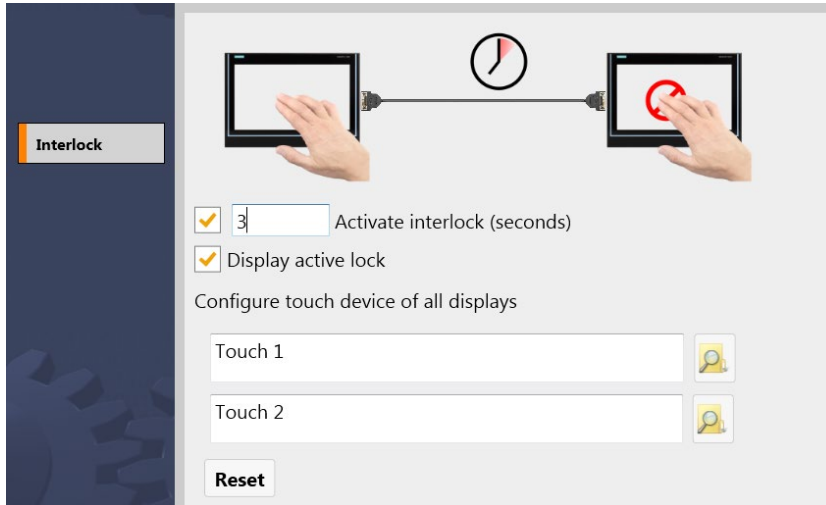 Interlock
3 Activate interlock (seconds)
Display active lock
Configure touch device of all displays
Touch 1
Touch 2
Reset